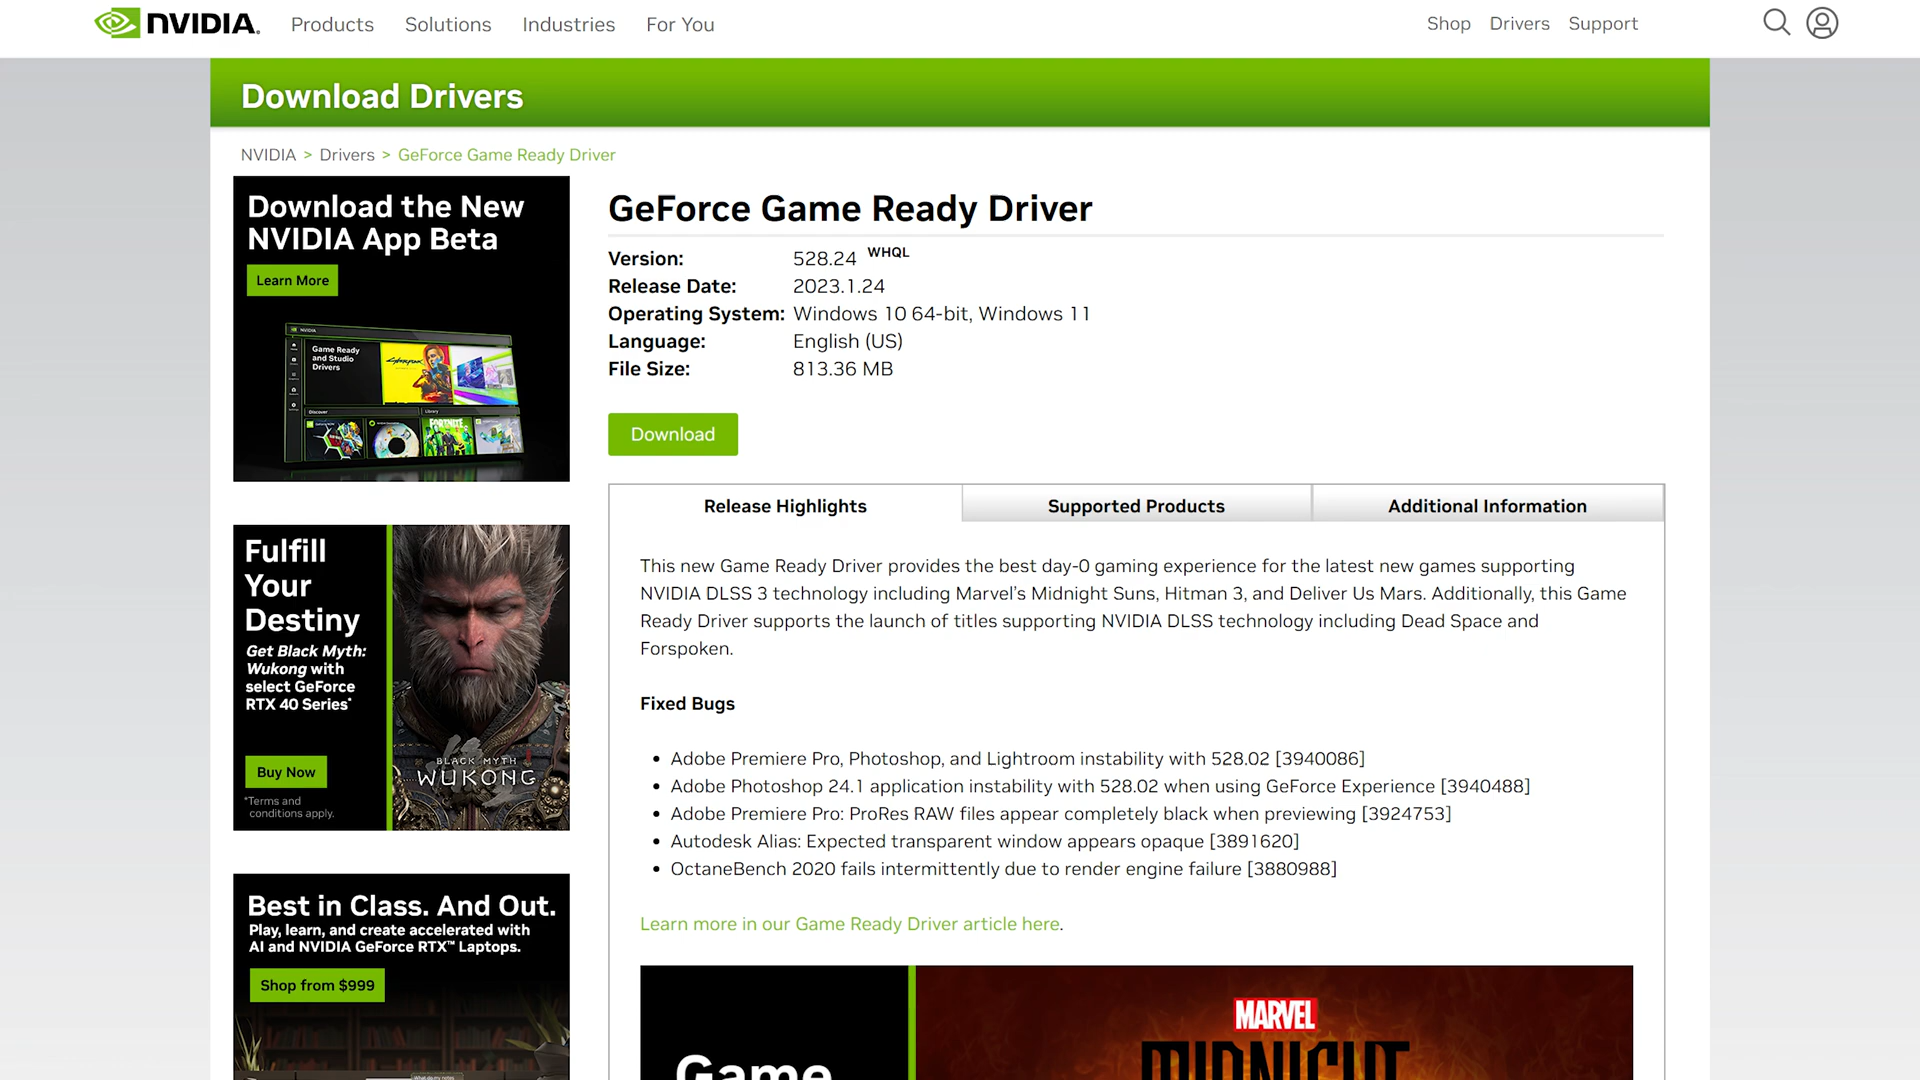 NVIDIA.
Products
Solutions
Industries
For You
Shop
Drivers
Support
Download Drivers
NVIDIA > Drivers > GeForce Game Ready Driver
Download the New
NVIDIA App Beta
Learn More
NVIDIA
Game Ready
and Studio
Drivers
Discover
Library
FORTNITE
Fulfill
Your
Destiny
Get Black Myth:
Wukong with
select GeForce
RTX 40 Series*
Buy Now
*Terms and
conditions apply.
BLACK MYTH
WUKONG
Best in Class. And Out.
Play, learn, and create accelerated with
AI and NVIDIA GeForce RTX™ Laptops.
Shop from $999
GeForce Game Ready Driver
Version: 528.24 WHQL
Release Date: 2023.1.24
Operating System: Windows 10 64-bit, Windows 11
Language: English (US)
File Size: 813.36 MB
Download
Release Highlights
Supported Products
Additional Information
This new Game Ready Driver provides the best day-0 gaming experience for the latest new games supporting
NVIDIA DLSS 3 technology including Marvel’s Midnight Suns, Hitman 3, and Deliver Us Mars. Additionally, this Game
Ready Driver supports the launch of titles supporting NVIDIA DLSS technology including Dead Space and
Forspoken.
Fixed Bugs
• Adobe Premiere Pro, Photoshop, and Lightroom instability with 528.02 [3940086]
• Adobe Photoshop 24.1 application instability with 528.02 when using GeForce Experience [3940488]
• Adobe Premiere Pro: ProRes RAW files appear completely black when previewing [3924753]
• Autodesk Alias: Expected transparent window appears opaque [3891620]
• OctaneBench 2020 fails intermittently due to render engine failure [3880988]
Learn more in our Game Ready Driver article here.
Game
MARVEL
MIDNIGHT